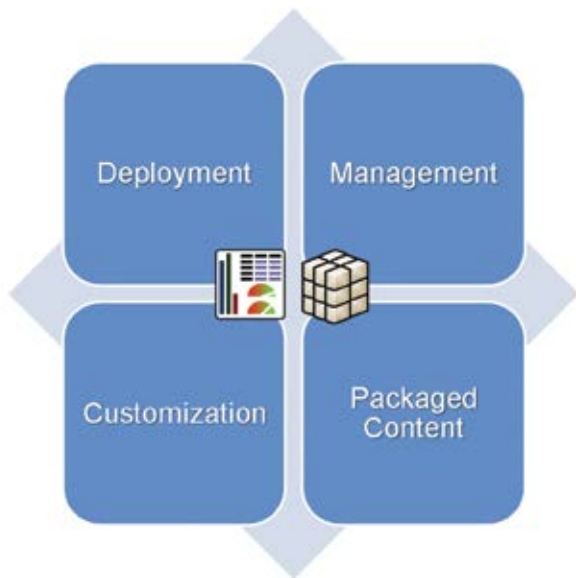 Deployment
Management
Customization
Packaged
Content